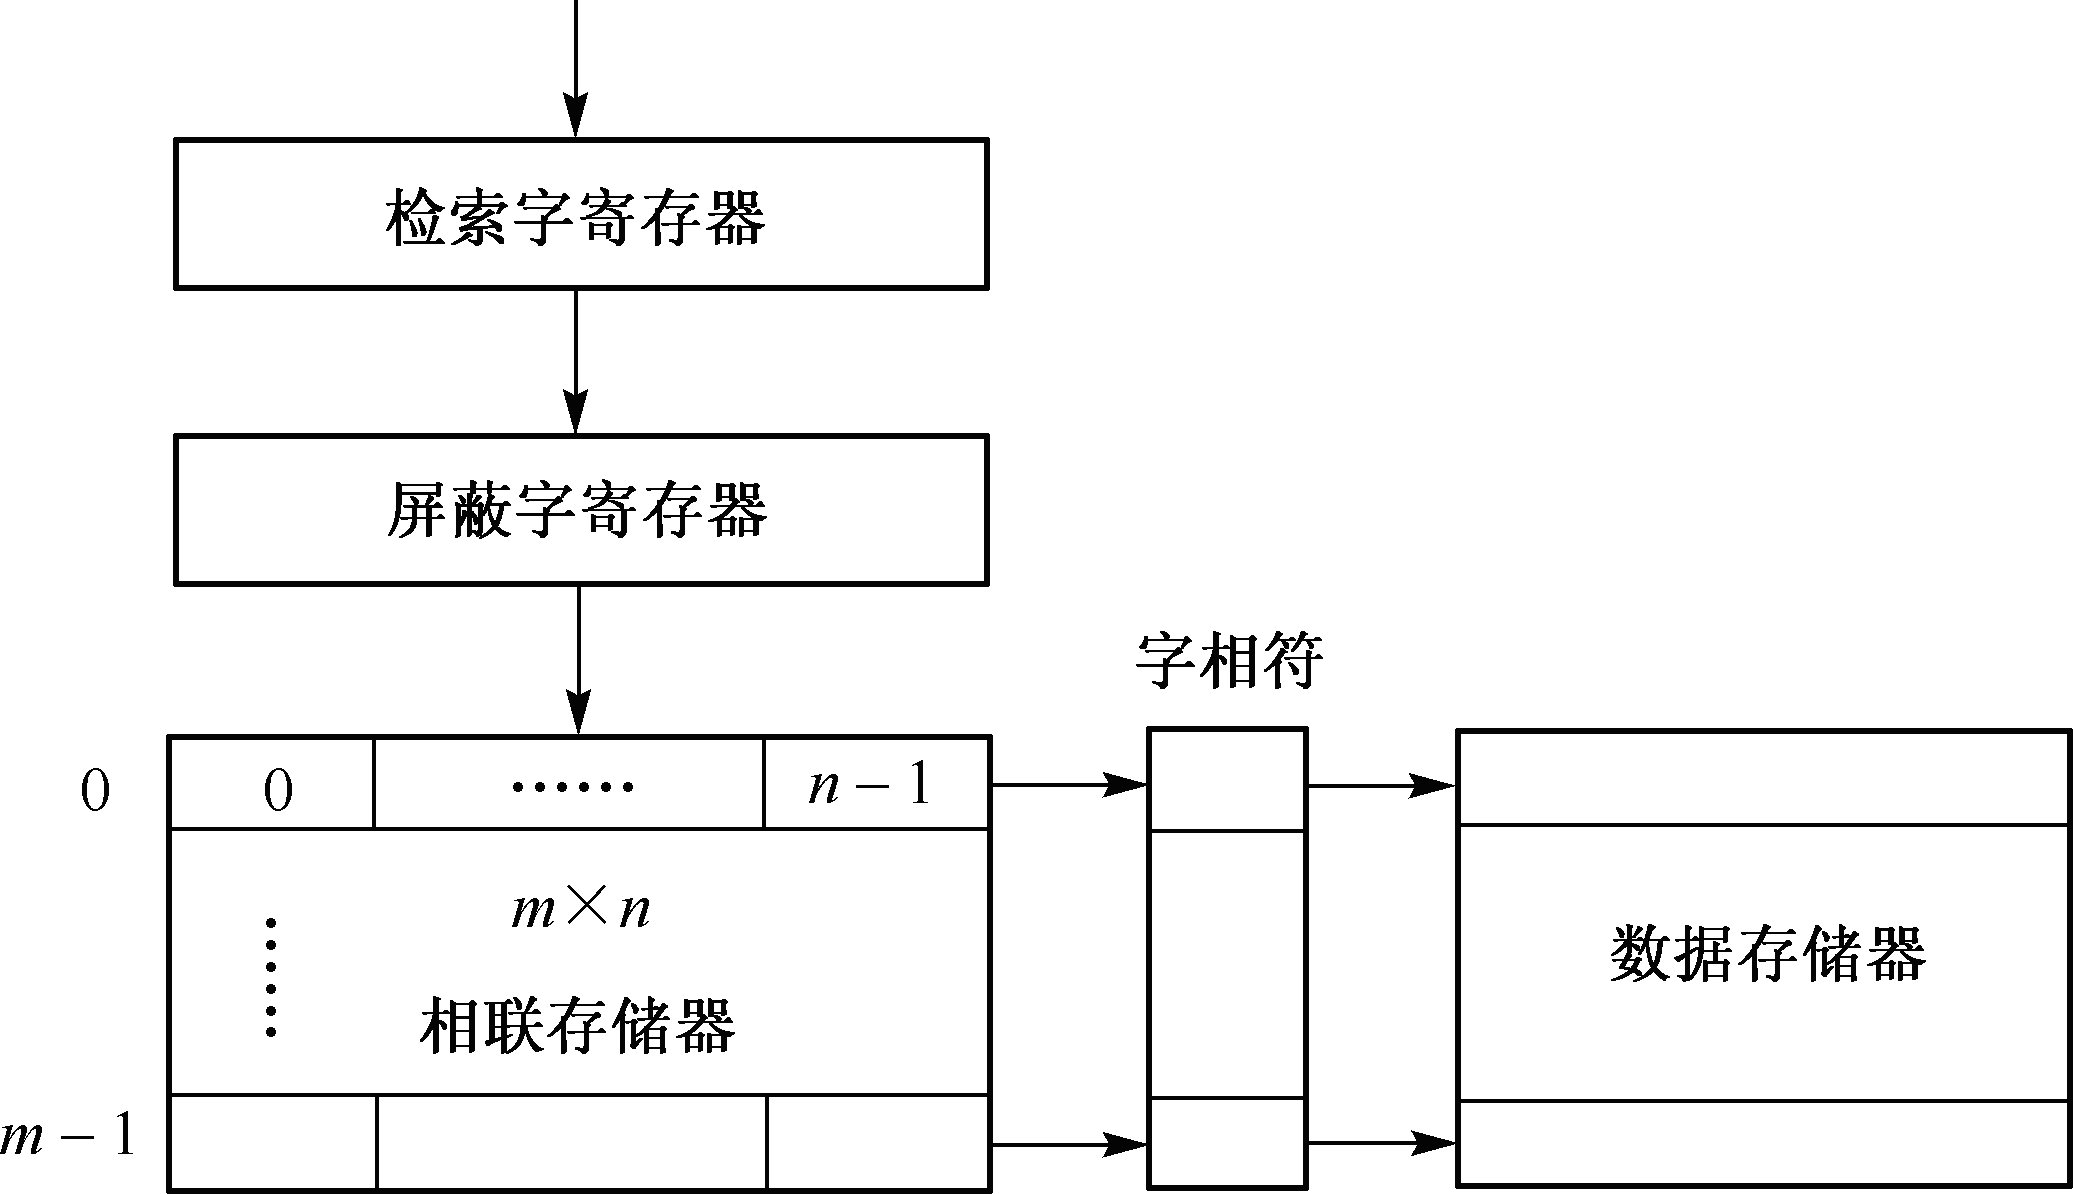 检索字寄存器
屏蔽字寄存器
字相符
0 0 …… n − 1
m×n
相联存储器
数据存储器
m − 1